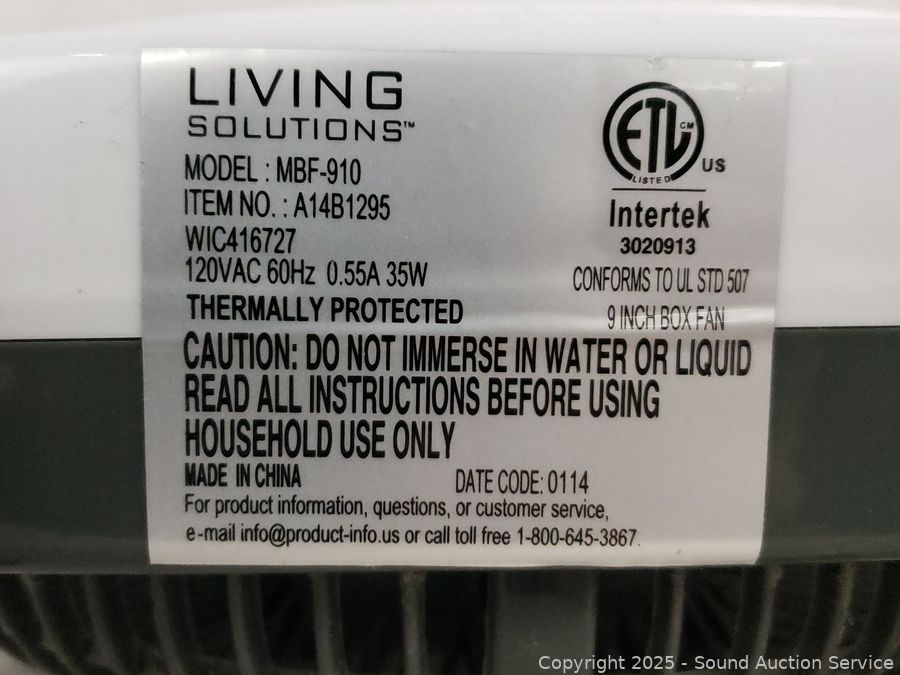 LIVING
SOLUTIONS™
MODEL : MBF-910
ITEM NO. : A14B1295
WIC416727
120VAC 60Hz 0.55A 35W
THERMALLY PROTECTED
ETL CM
US
LISTED
Intertek
3020913
CONFORMS TO UL STD 507
9 INCH BOX FAN
CAUTION: DO NOT IMMERSE IN WATER OR LIQUID
READ ALL INSTRUCTIONS BEFORE USING
HOUSEHOLD USE ONLY
MADE IN CHINA DATE CODE: 0114
For product information, questions, or customer service,
e-mail info@product-info.us or call toll free 1-800-645-3867.
Copyright 2025 - Sound Auction Service